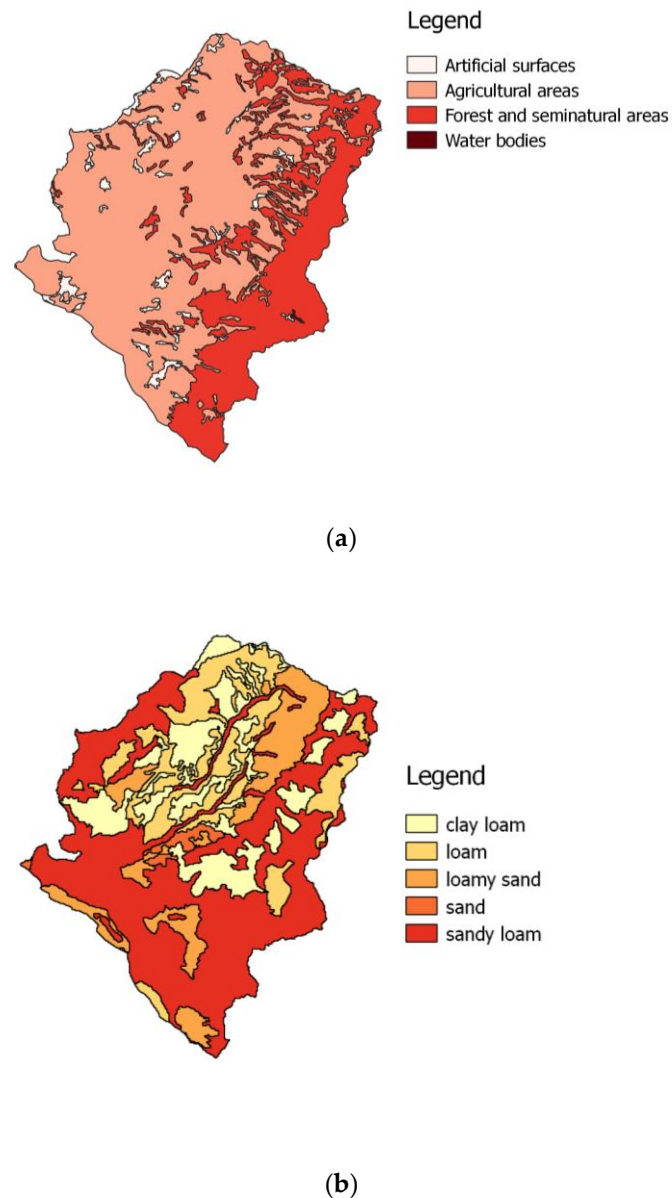 Legend
Artificial surfaces
Agricultural areas
Forest and seminatural areas
Water bodies
(a)
Legend
clay loam
loam
loamy sand
sand
sandy loam
(b)